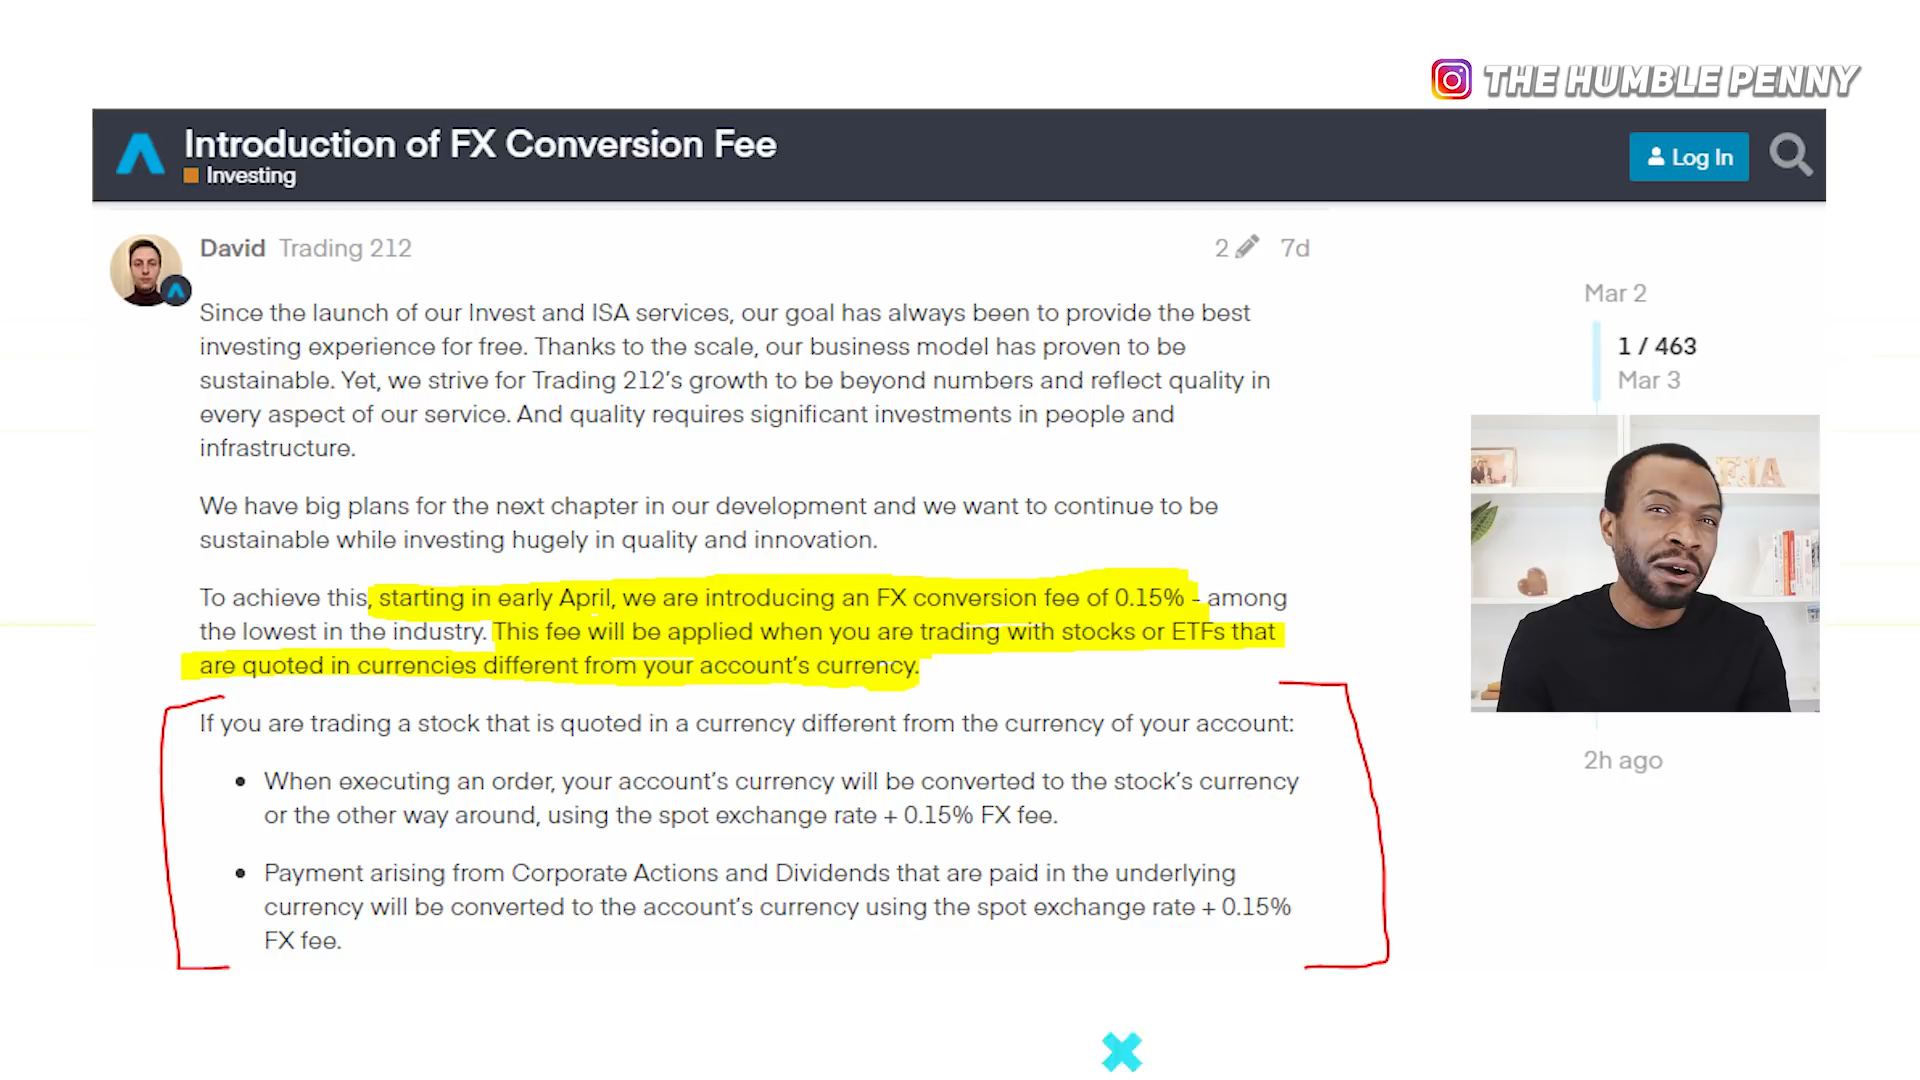 THE HUMBLE PENNY
Introduction of FX Conversion Fee
Investing
Log In
David Trading 212
2 7d
Since the launch of our Invest and ISA services, our goal has always been to provide the best
investing experience for free. Thanks to the scale, our business model has proven to be
sustainable. Yet, we strive for Trading 212's growth to be beyond numbers and reflect quality in
every aspect of our service. And quality requires significant investments in people and
infrastructure.
We have big plans for the next chapter in our development and we want to continue to be
sustainable while investing hugely in quality and innovation.
To achieve this, starting in early April, we are introducing an FX conversion fee of 0.15% - among
the lowest in the industry. This fee will be applied when you are trading with stocks or ETFs that
are quoted in currencies different from your account's currency.
If you are trading a stock that is quoted in a currency different from the currency of your account:
• When executing an order, your account's currency will be converted to the stock's currency
or the other way around, using the spot exchange rate + 0.15% FX fee.
• Payment arising from Corporate Actions and Dividends that are paid in the underlying
currency will be converted to the account's currency using the spot exchange rate + 0.15%
FX fee.
Mar 2
1 / 463
Mar 3
2h ago